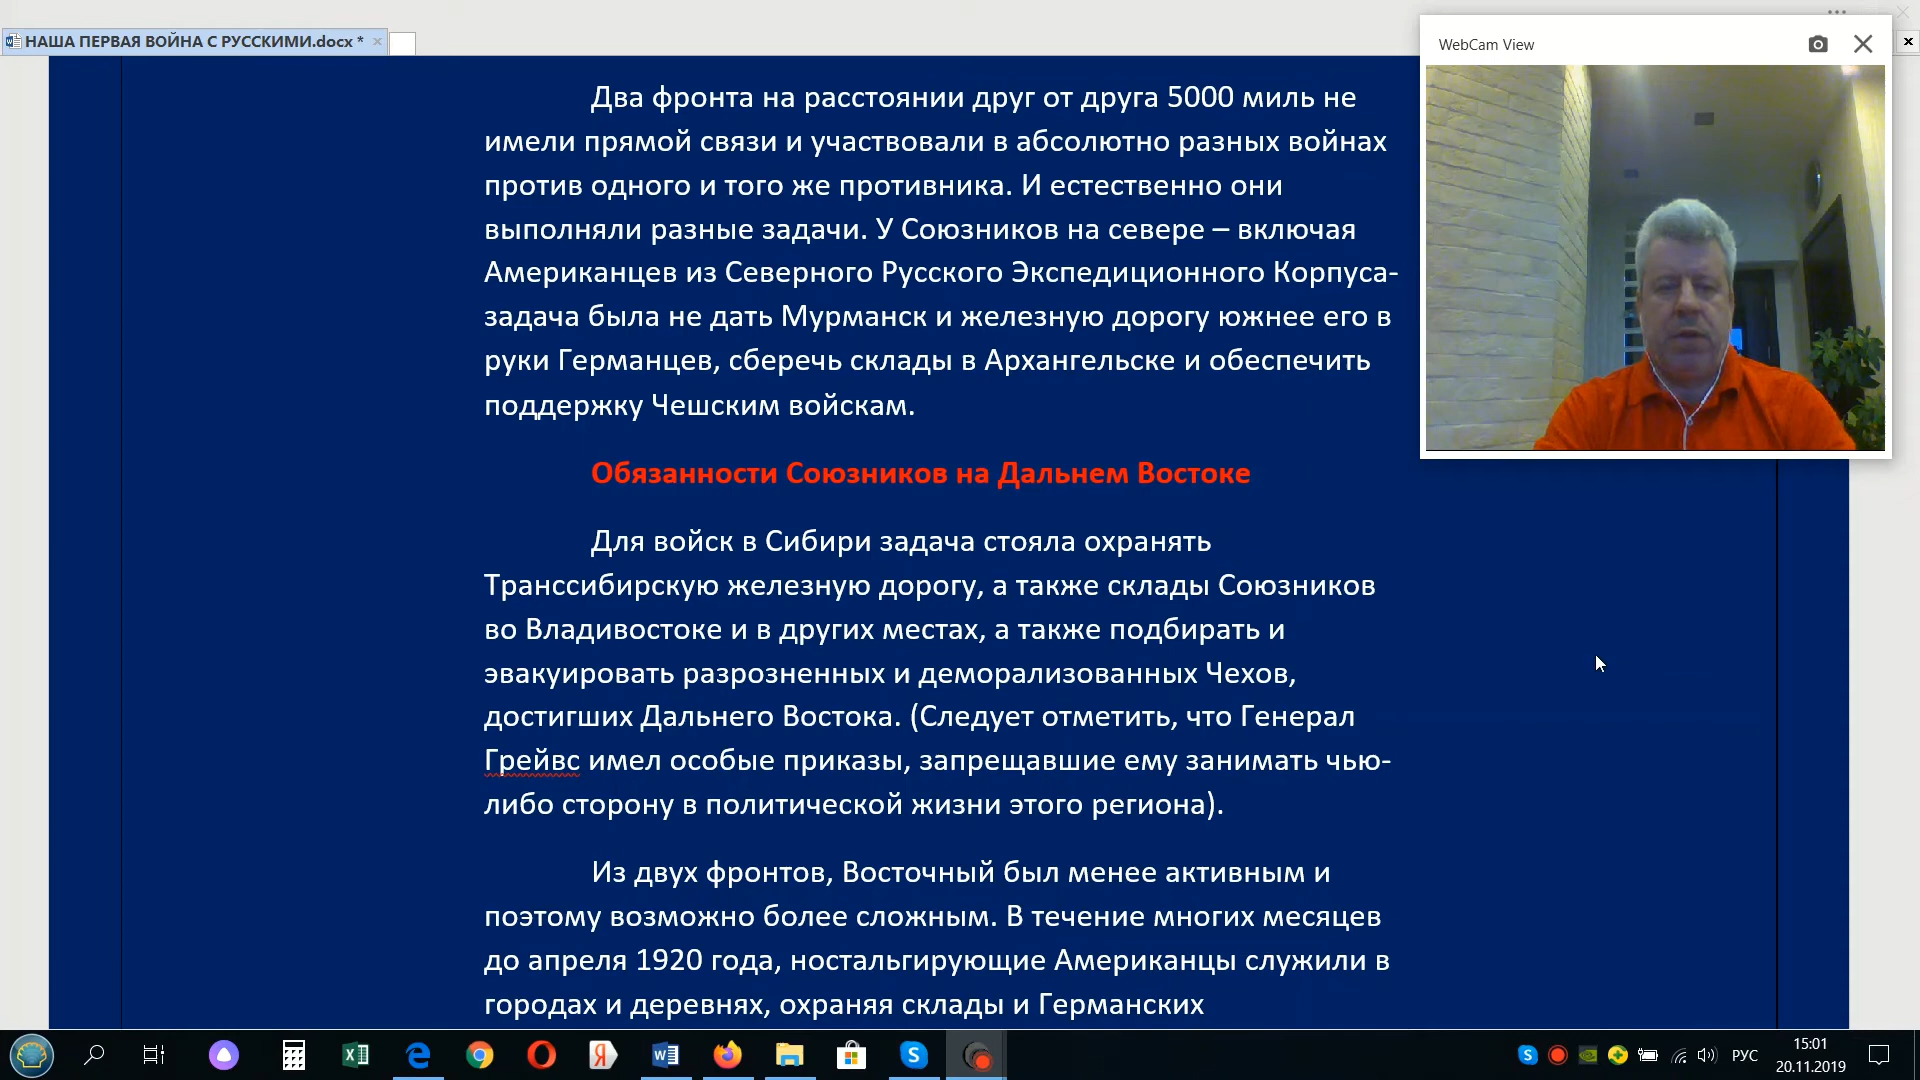 НАША ПЕРВАЯ ВОЙНА С РУССКИМИ.docx *
WebCam View
Два фронта на расстоянии друг от друга 5000 миль не
имели прямой связи и участвовали в абсолютно разных войнах
против одного и того же противника. И естественно они
выполняли разные задачи. У Союзников на севере – включая
Американцев из Северного Русского Экспедиционного Корпуса-
задача была не дать Мурманск и железную дорогу южнее его в
руки Германцев, сберечь склады в Архангельске и обеспечить
поддержку Чешским войскам.
Обязанности Союзников на Дальнем Востоке
Для войск в Сибири задача стояла охранять
Транссибирскую железную дорогу, а также склады Союзников
во Владивостоке и в других местах, а также подбирать и
эвакуировать разрозненных и деморализованных Чехов,
достигших Дальнего Востока. (Следует отметить, что Генерал
Грейвс имел особые приказы, запрещавшие ему занимать чью-
либо сторону в политической жизни этого региона).
Из двух фронтов, Восточный был менее активным и
поэтому возможно более сложным. В течение многих месяцев
до апреля 1920 года, ностальгирующие Американцы служили в
городах и деревнях, охраняя склады и Германских
РУС
15:01
20.11.2019